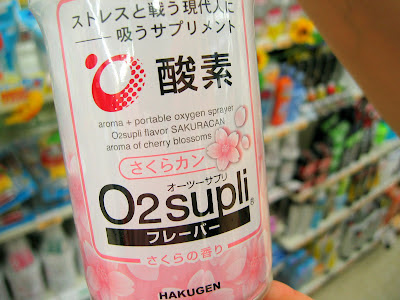 ストレスと戦う現代人に
吸うサプリメント
酸素
aroma + portable oxygen sprayer
O2supli flavor SAKURACAN
aroma of cherry blossoms
さくらカン
オーツーサプリ
O2supli®
フレーバー
さくらの香り
HAKUGEN